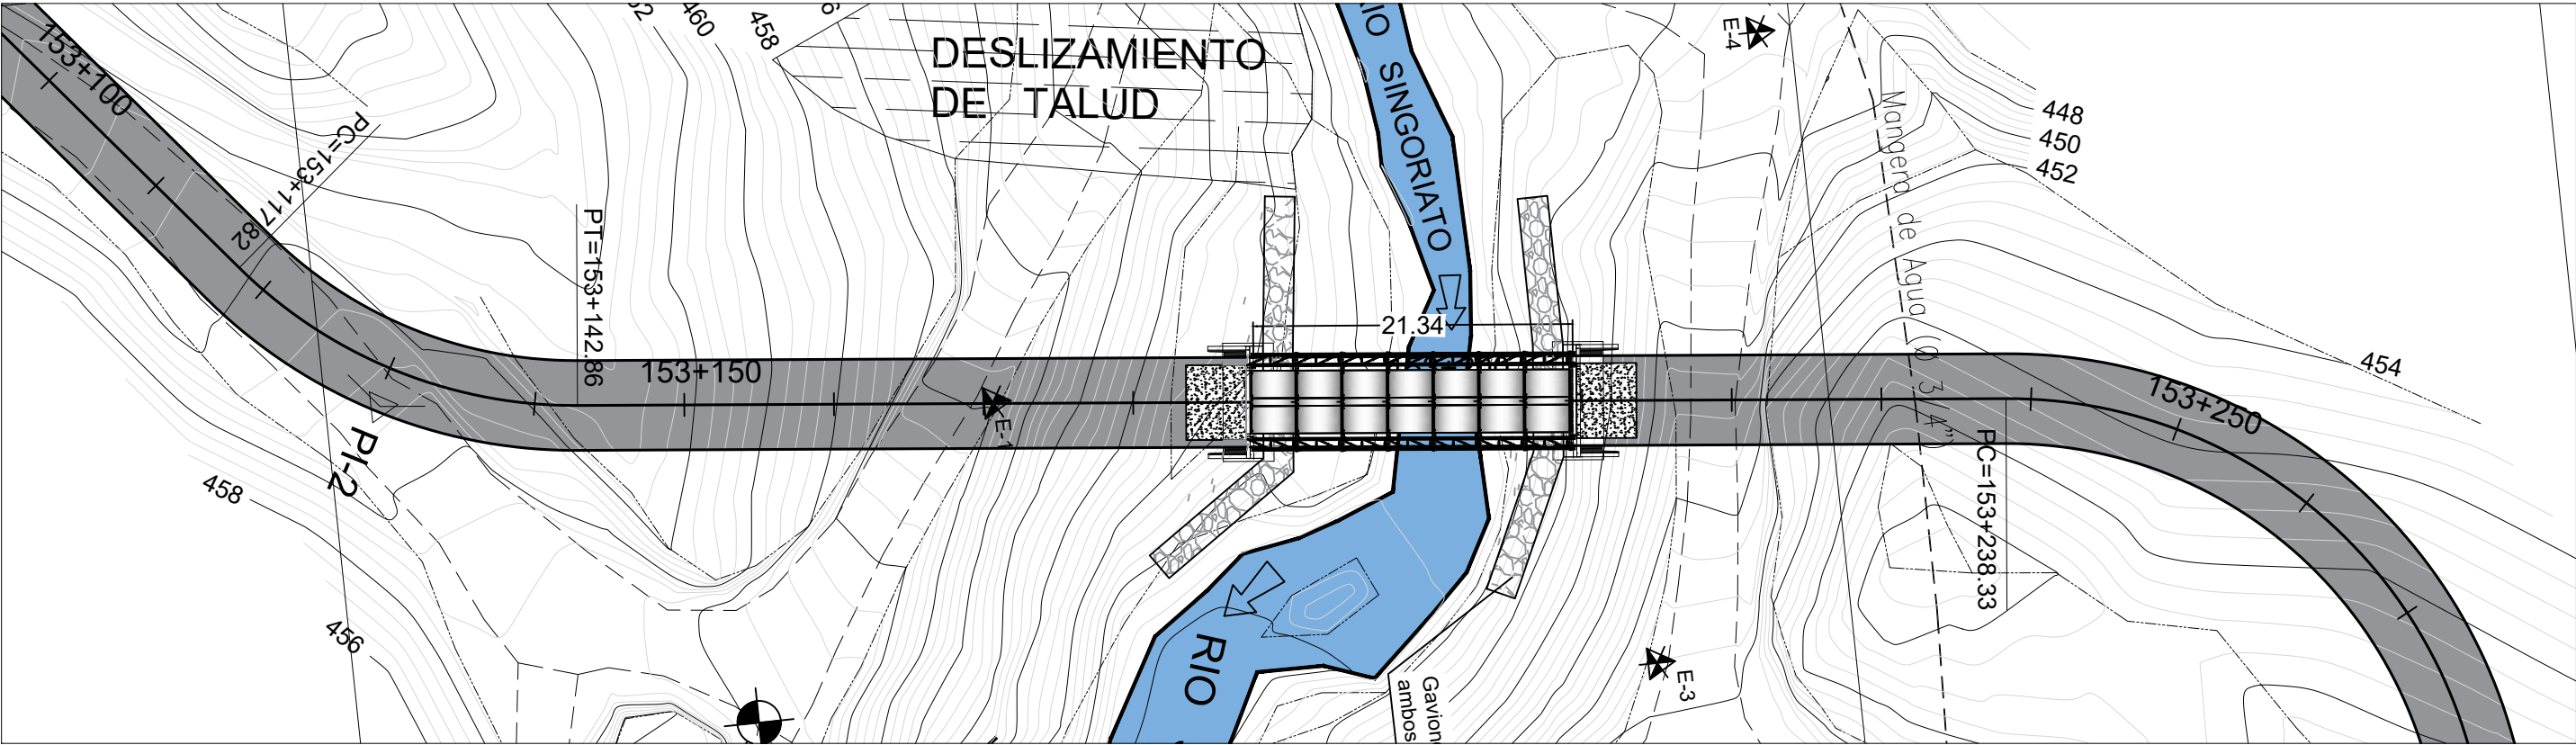 153+100
PC=153+117.82
PT=153+142.86
PI-2
458
456
460
458
DESLIZAMIENTO
DE TALUD
153+150
E-1
RIO SINGORIATO
21.34
RIO
Gavion
ambos
E-4
E-3
Manguera de Agua (Ø 3/4")
448
450
452
454
153+250
PC=153+238.33